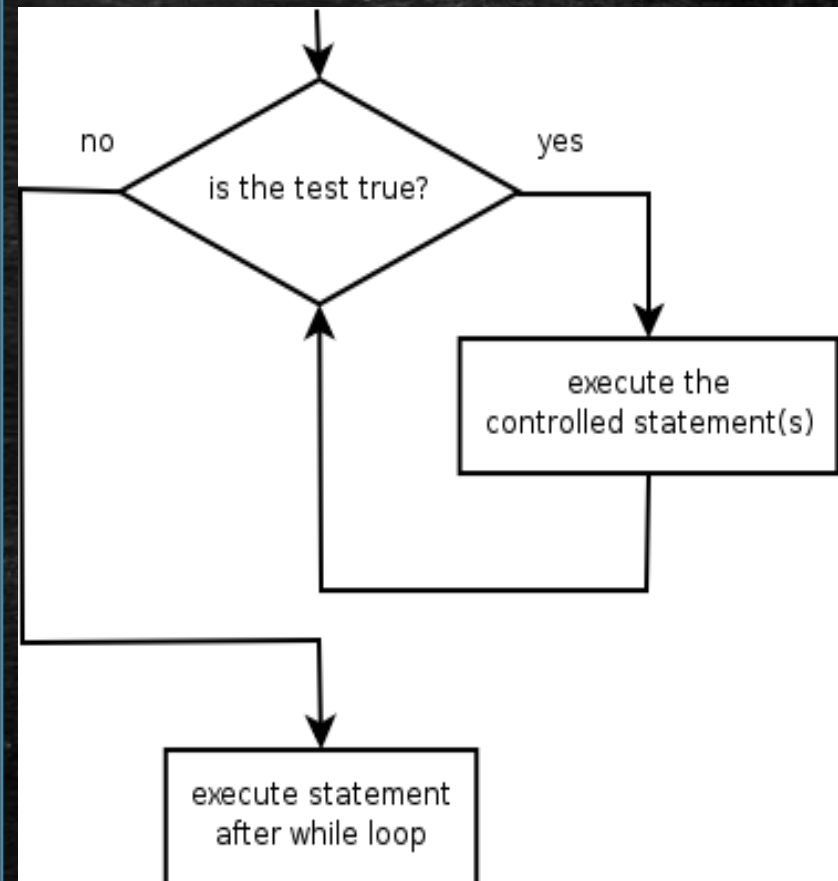 no
yes
is the test true?
execute the
controlled statement(s)
execute statement
after while loop